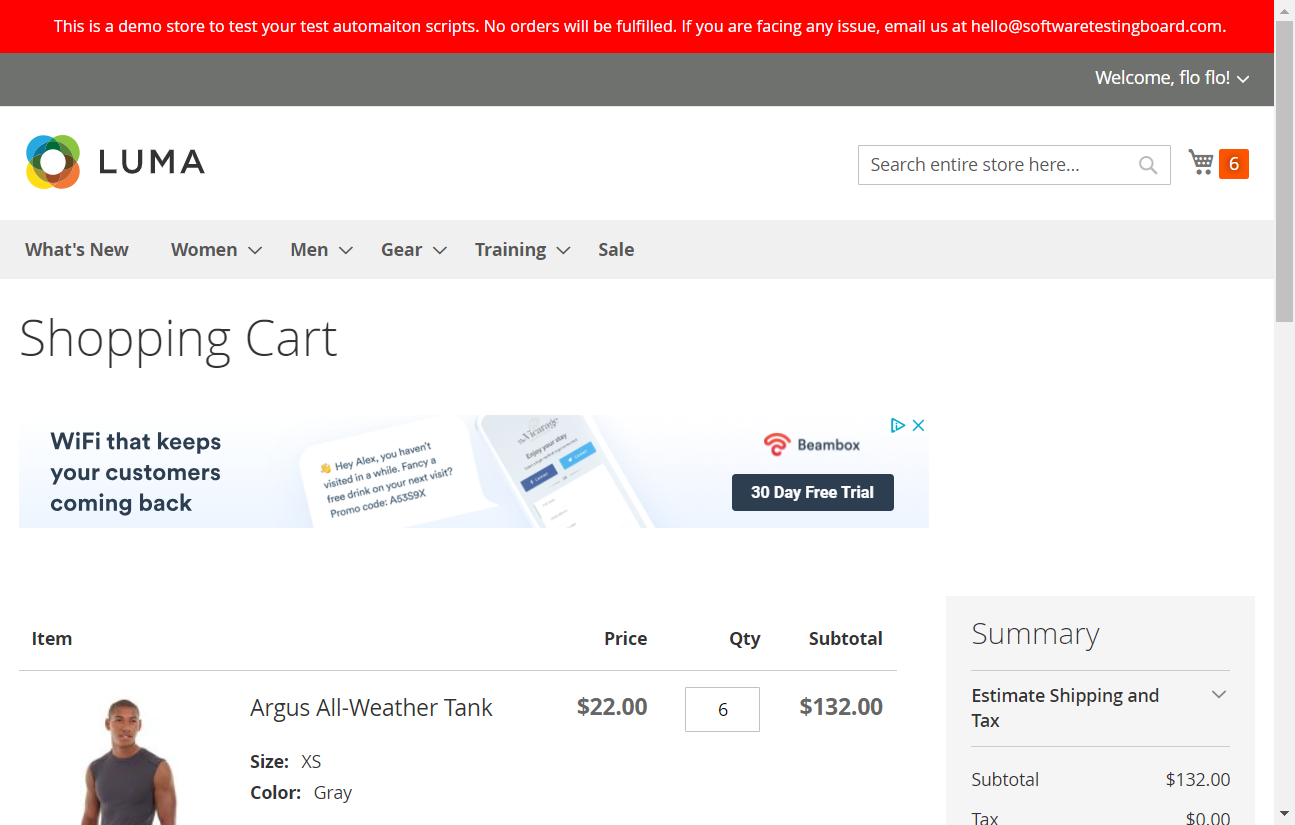 This is a demo store to test your test automaiton scripts. No orders will be fulfilled. If you are facing any issue, email us at hello@softwaretestingboard.com.
Welcome, flo flo!
LUMA
Search entire store here...
6
What's New Women Men Gear Training Sale
Shopping Cart
WiFi that keeps
your customers
coming back
Hey Alex, you haven't
visited in a while. Fancy a
free drink on your next visit?
Promo code: A53S9X
Vicarage
Enjoy your stay
Beambox
30 Day Free Trial
Item Price Qty Subtotal
Argus All-Weather Tank $22.00 6 $132.00
Size: XS
Color: Gray
Summary
Estimate Shipping and
Tax
Subtotal $132.00
Tax $0.00